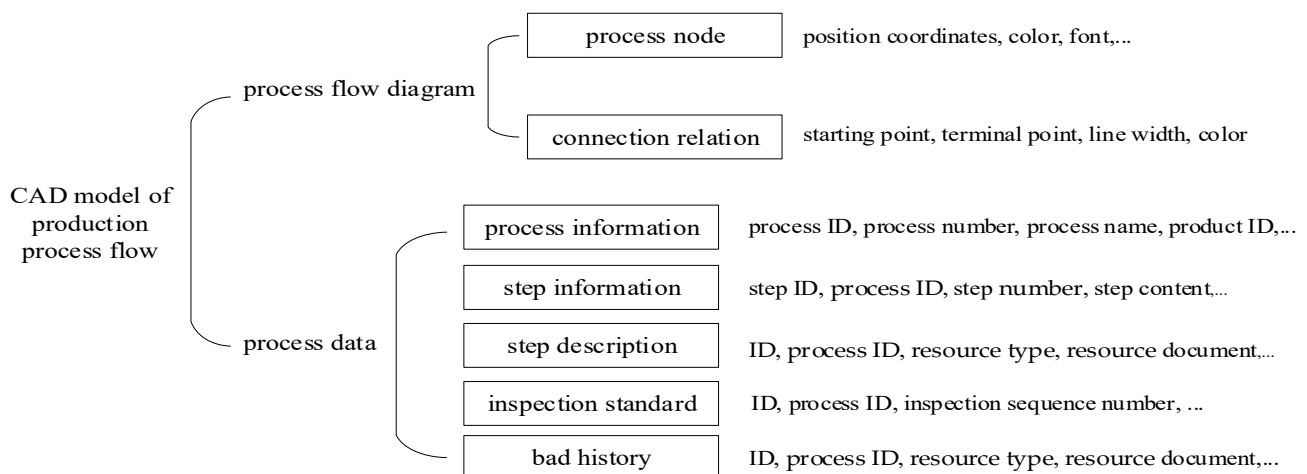 process node position coordinates, color, font,...
process flow diagram
connection relation starting point, terminal point, line width, color
CAD model of
production
process flow
process information process ID, process number, process name, product ID,...
step information step ID, process ID, step number, step content,...
process data
step description ID, process ID, resource type, resource document,...
inspection standard ID, process ID, inspection sequence number, ...
bad history ID, process ID, resource type, resource document,...